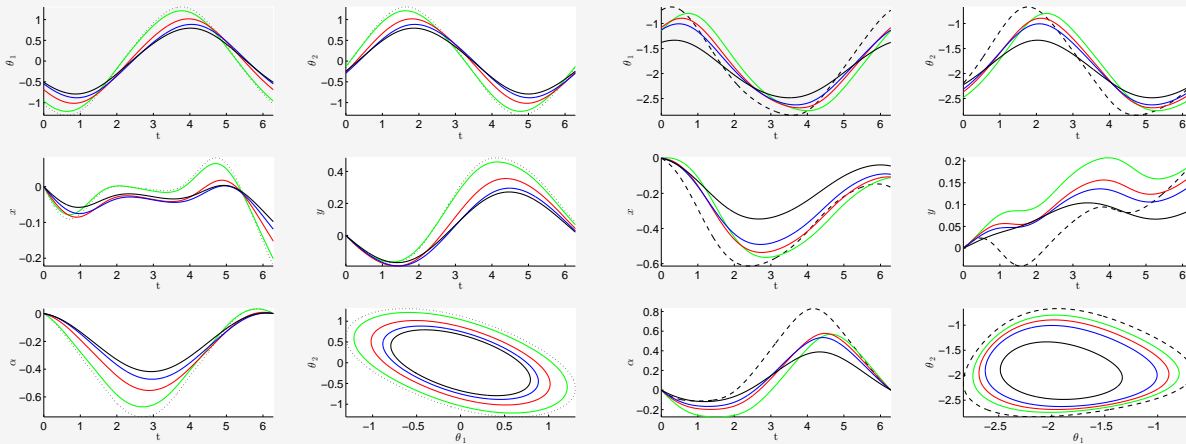 1 0.5 0 −0.5 −1 θ₁ 0 1 2 3 4 5 6 t
1 0.5 0 −0.5 −1 θ₂ 0 1 2 3 4 5 6 t
−1 −1.5 −2 −2.5 θ₁ 0 1 2 3 4 5 6 t
−1 −1.5 −2 −2.5 θ₂ 0 2 4 6 t
0 −0.1 −0.2 x 0 1 2 3 4 5 6 t
0.4 0.2 0 y 0 1 2 3 4 5 6 t
0 −0.2 −0.4 −0.6 x 0 1 2 3 4 5 6 t
0.2 0.15 0.1 0.05 0 y 0 2 4 6 t
0 −0.2 −0.4 −0.6 α 0 1 2 3 4 5 6 t
1 0.5 0 −0.5 −1 θ₂ −1 −0.5 0 0.5 1 θ₁
0.8 0.6 0.4 0.2 0 −0.2 α 0 1 2 3 4 5 6 t
−1 −1.5 −2 −2.5 θ₂ −2.5 −2 −1.5 −1 θ₁